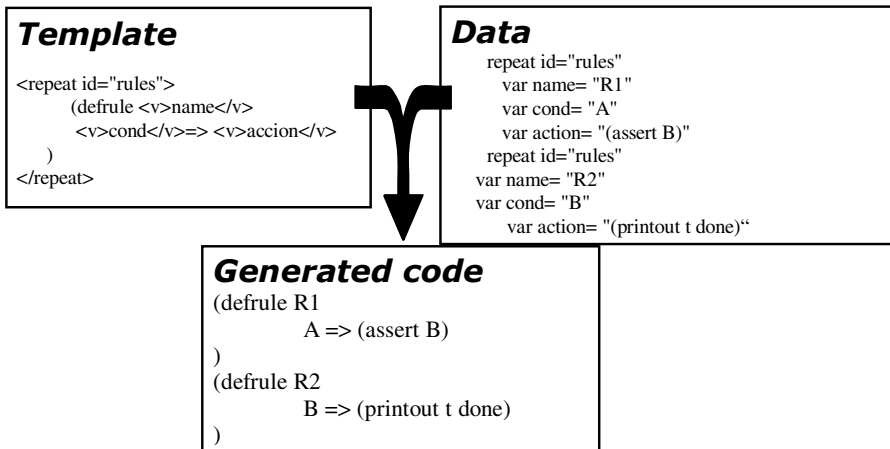 Template
<repeat id="rules">
(defrule <v>name</v>
<v>cond</v>=> <v>accion</v>
)
</repeat>
Data
repeat id="rules"
var name= "R1"
var cond= "A"
var action= "(assert B)"
repeat id="rules"
var name= "R2"
var cond= "B"
var action= "(printout t done)“
Generated code
(defrule R1
A => (assert B)
)
(defrule R2
B => (printout t done)
)